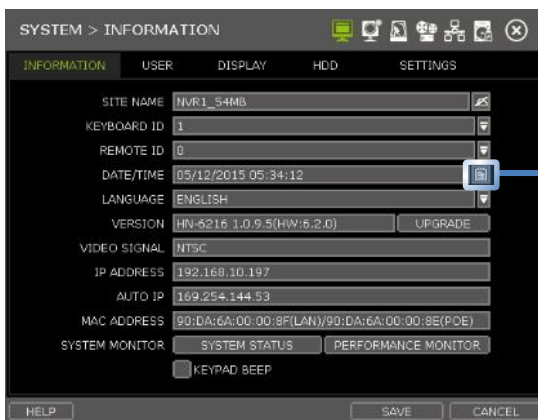 SYSTEM > INFORMATION
INFORMATION USER DISPLAY HDD SETTINGS
SITE NAME NVR1_S4MB
KEYBOARD ID 1
REMOTE ID 0
DATE/TIME 05/12/2015 05:34:12
LANGUAGE ENGLISH
VERSION HN-6216 1.0.9.5(HW:6.2.0) UPGRADE
VIDEO SIGNAL NTSC
IP ADDRESS 192.168.10.197
AUTO IP 169.254.144.53
MAC ADDRESS 90:DA:6A:00:00:8F(LAN)/90:DA:6A:00:00:8E(POE)
SYSTEM MONITOR SYSTEM STATUS PERFORMANCE MONITOR
KEYPAD BEEP
HELP SAVE CANCEL